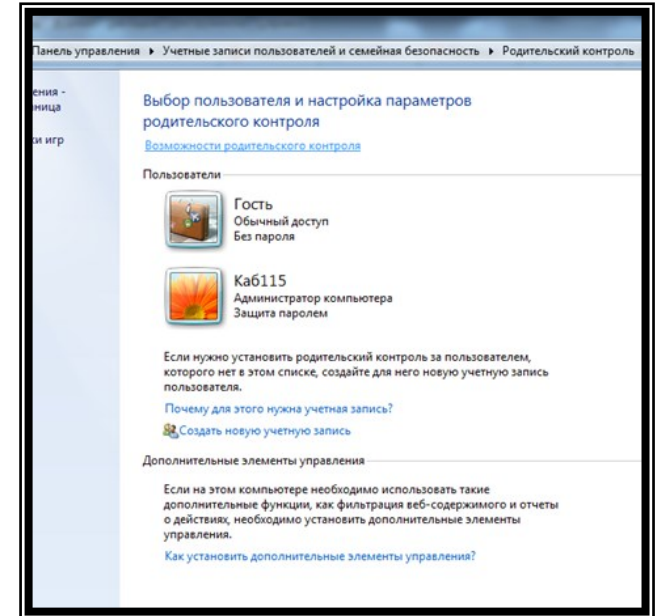 Панель управления ▸ Учетные записи пользователей и семейная безопасность ▸ Родительский контроль
ения -
ница
ки игр
Выбор пользователя и настройка параметров
родительского контроля
Возможности родительского контроля
Пользователи
Гость
Обычный доступ
Без пароля
Каб115
Администратор компьютера
Защита паролем
Если нужно установить родительский контроль за пользователем,
которого нет в этом списке, создайте для него новую учетную запись
пользователя.
Почему для этого нужна учетная запись?
Создать новую учетную запись
Дополнительные элементы управления
Если на этом компьютере необходимо использовать такие
дополнительные функции, как фильтрация веб-содержимого и отчеты
о действиях, необходимо установить дополнительные элементы
управления.
Как установить дополнительные элементы управления?